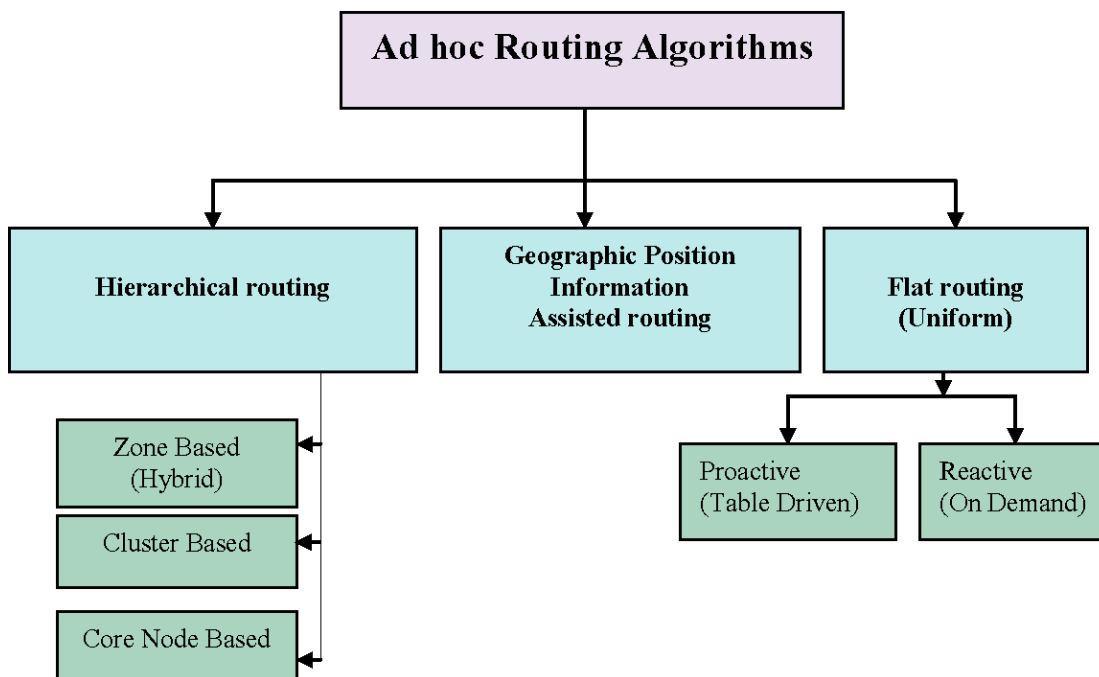 Ad hoc Routing Algorithms
Hierarchical routing
Geographic Position
Information
Assisted routing
Flat routing
(Uniform)
Zone Based
(Hybrid)
Cluster Based
Core Node Based
Proactive
(Table Driven)
Reactive
(On Demand)